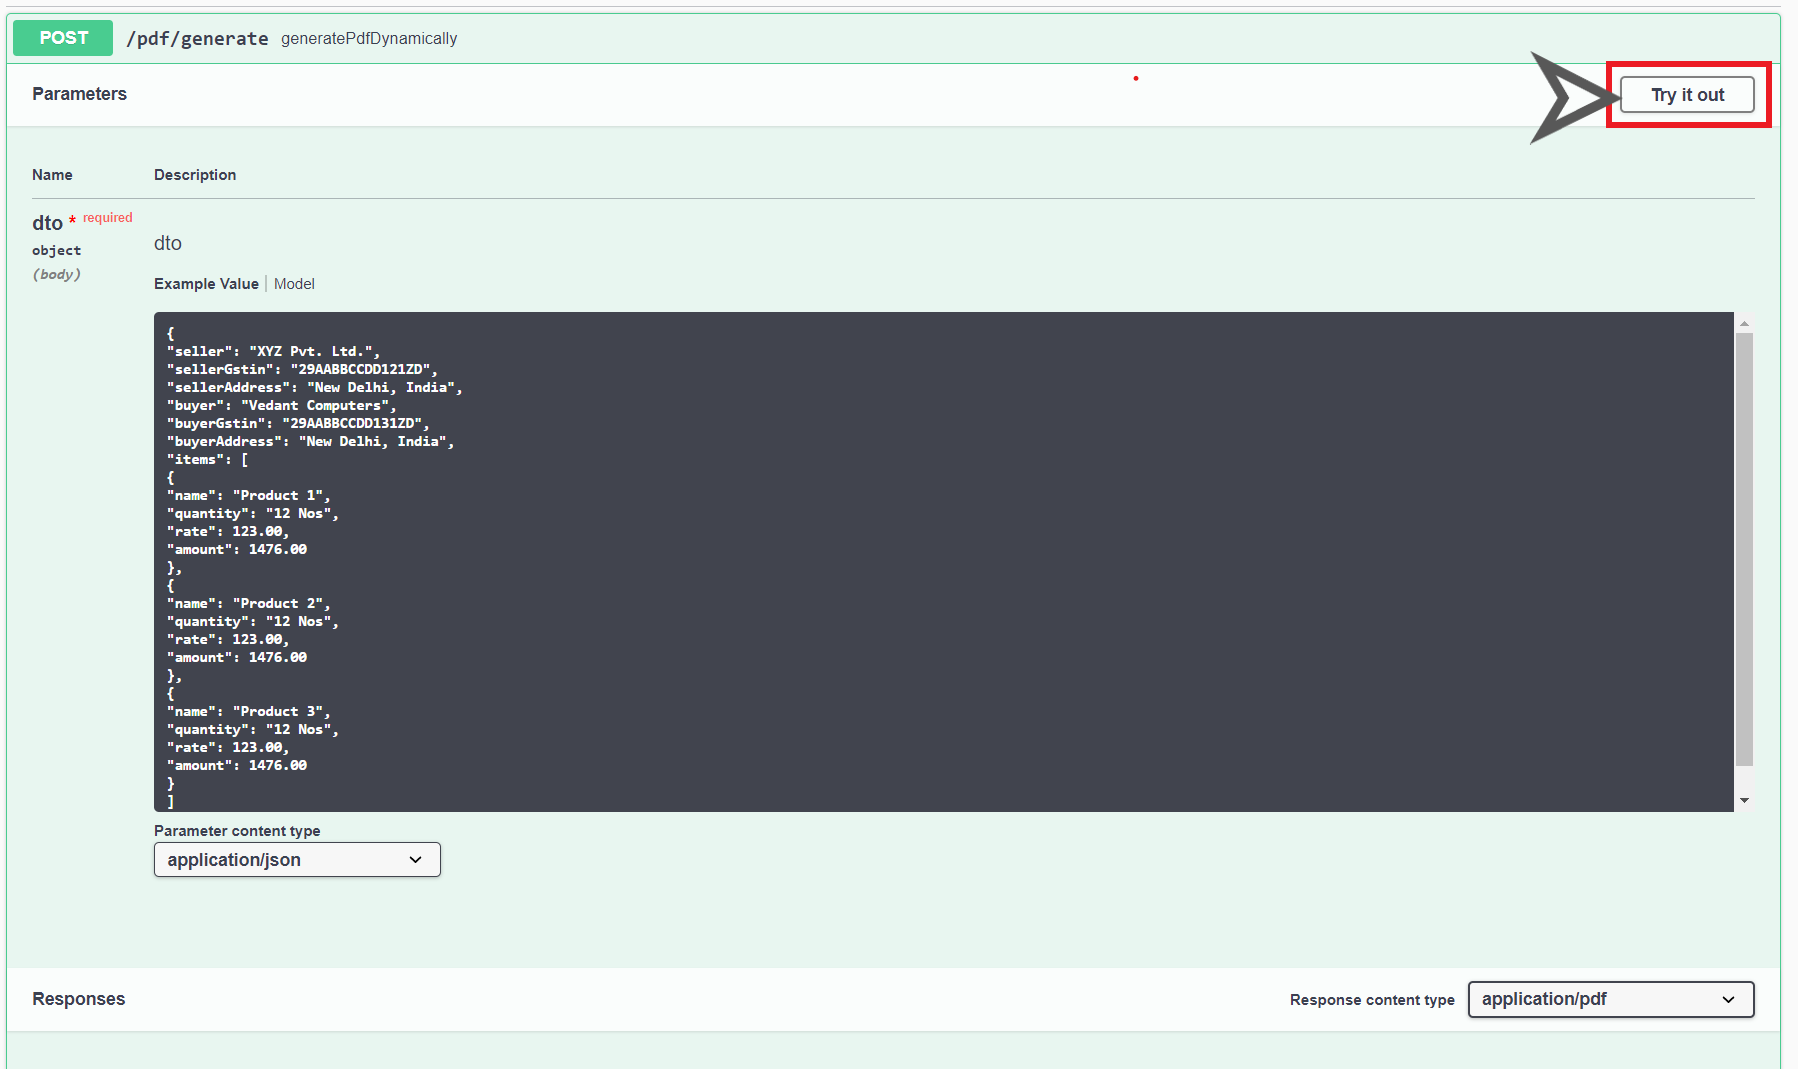 POST /pdf/generate generatePdfDynamically
Parameters
Try it out
Name Description
dto * required
object
(body)
dto
Example Value | Model
{
"seller": "XYZ Pvt. Ltd.",
"sellerGstin": "29AABBCCDD121ZD",
"sellerAddress": "New Delhi, India",
"buyer": "Vedant Computers",
"buyerGstin": "29AABBCCDD131ZD",
"buyerAddress": "New Delhi, India",
"items": [
{
"name": "Product 1",
"quantity": "12 Nos",
"rate": 123.00,
"amount": 1476.00
},
{
"name": "Product 2",
"quantity": "12 Nos",
"rate": 123.00,
"amount": 1476.00
},
{
"name": "Product 3",
"quantity": "12 Nos",
"rate": 123.00,
"amount": 1476.00
}
]
Parameter content type
application/json
Responses
Response content type application/pdf